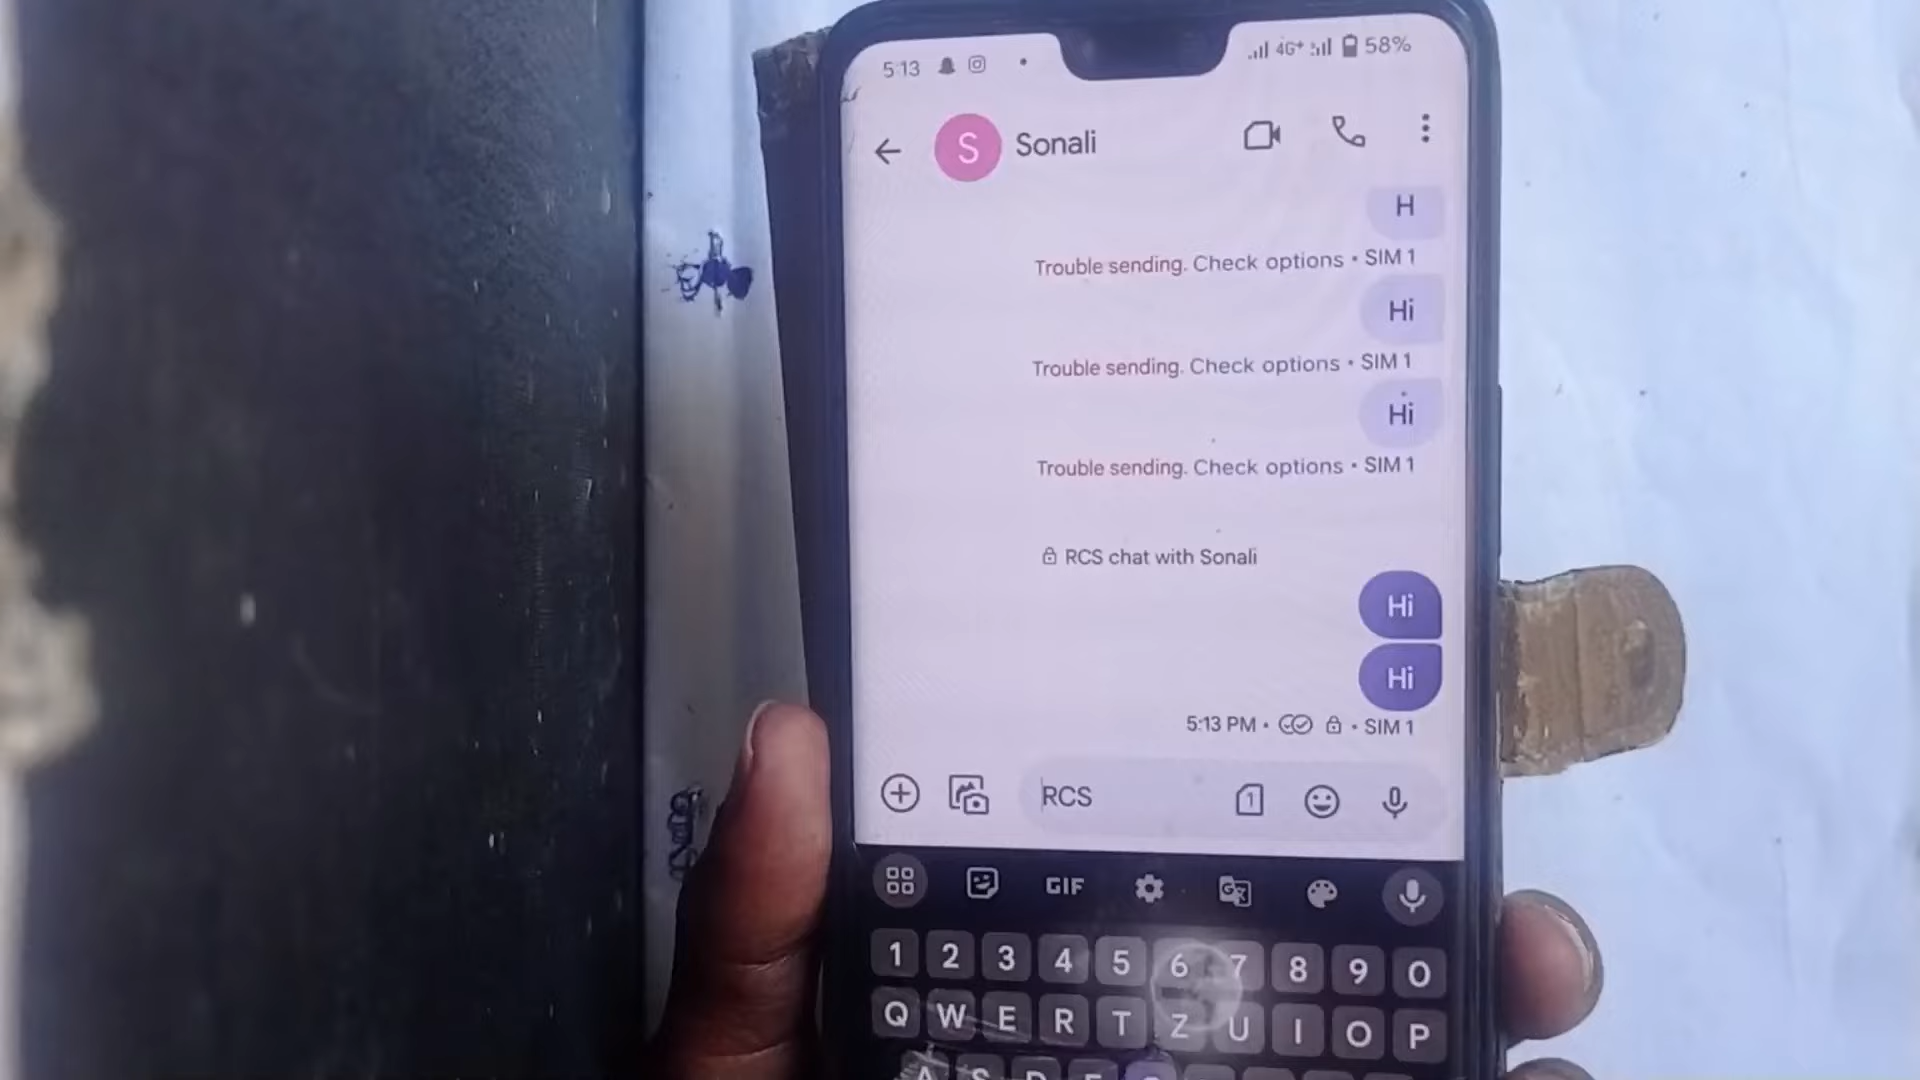 5:13 4G+ 58%
S Sonali
H
Trouble sending. Check options • SIM 1
Hi
Trouble sending. Check options • SIM 1
Hi
Trouble sending. Check options • SIM 1
RCS chat with Sonali
Hi
Hi
5:13 PM • • SIM 1
RCS 1
GIF G
1 2 3 4 5 6 7 8 9 0
Q W E R T Z U I O P
A S D F